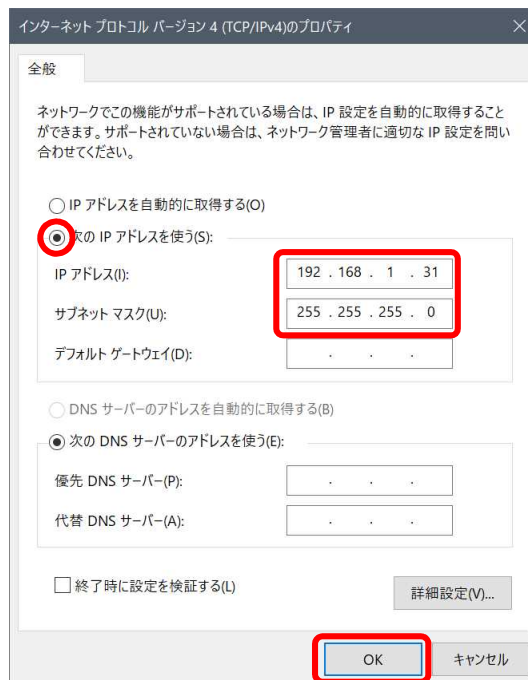 インターネット プロトコル バージョン 4 (TCP/IPv4)のプロパティ
全般
ネットワークでこの機能がサポートされている場合は、IP 設定を自動的に取得すること
ができます。サポートされていない場合は、ネットワーク管理者に適切な IP 設定を問い
合わせてください。
IP アドレスを自動的に取得する(O)
次の IP アドレスを使う(S):
IP アドレス(I): 192 . 168 . 1 . 31
サブネット マスク(U): 255 . 255 . 255 . 0
デフォルト ゲートウェイ(D): . . .
DNS サーバーのアドレスを自動的に取得する(B)
次の DNS サーバーのアドレスを使う(E):
優先 DNS サーバー(P): . . .
代替 DNS サーバー(A): . . .
終了時に設定を検証する(L)
詳細設定(V)...
OK キャンセル